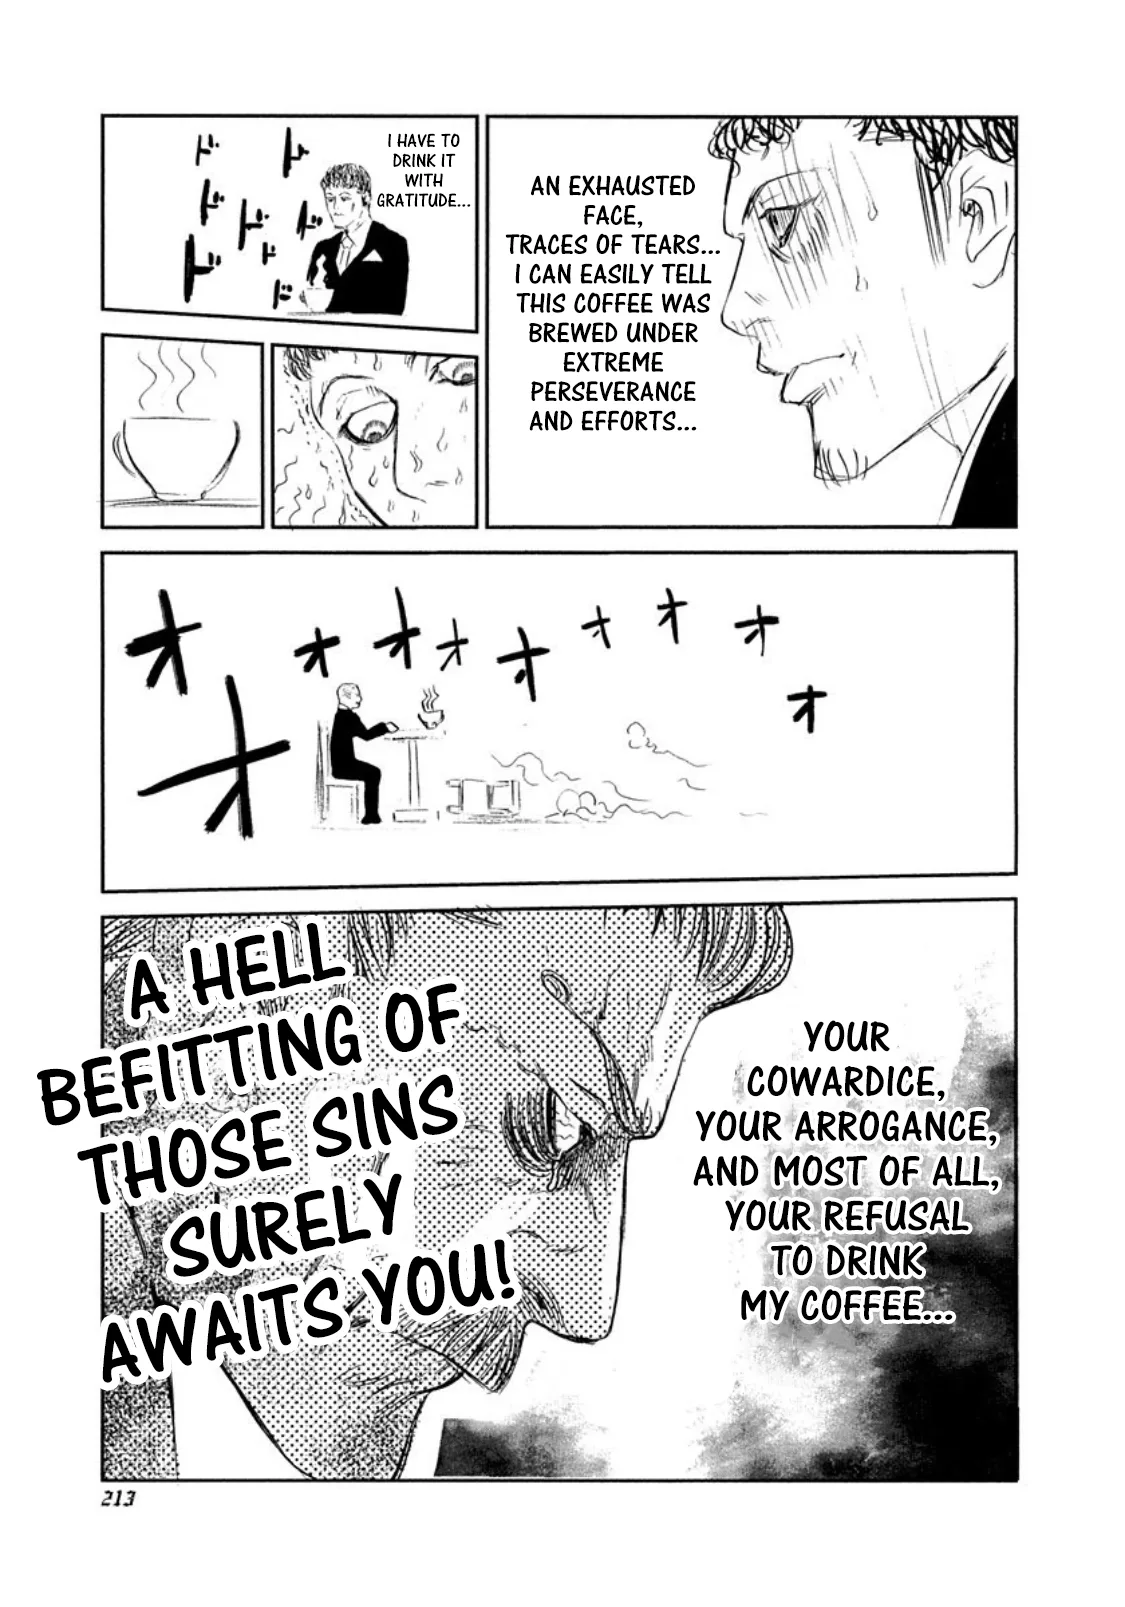 AN EXHAUSTED
FACE,
TRACES OF TEARS...
I CAN EASILY TELL
THIS COFFEE WAS
BREWED UNDER
EXTREME
PERSEVERANCE
AND EFFORTS...
I HAVE TO
DRINK IT
WITH
GRATITUDE...
ド
ド
ド
ド
ド
ド
ド
ド
ド
オ
オ
オ
オ
オ
オ
オ
オ
オ
オ
YOUR
COWARDICE,
YOUR ARROGANCE,
AND MOST OF ALL,
YOUR REFUSAL
TO DRINK
MY COFFEE...
A HELL
BEFITTING OF
THOSE SINS
SURELY
AWAITS YOU!
213